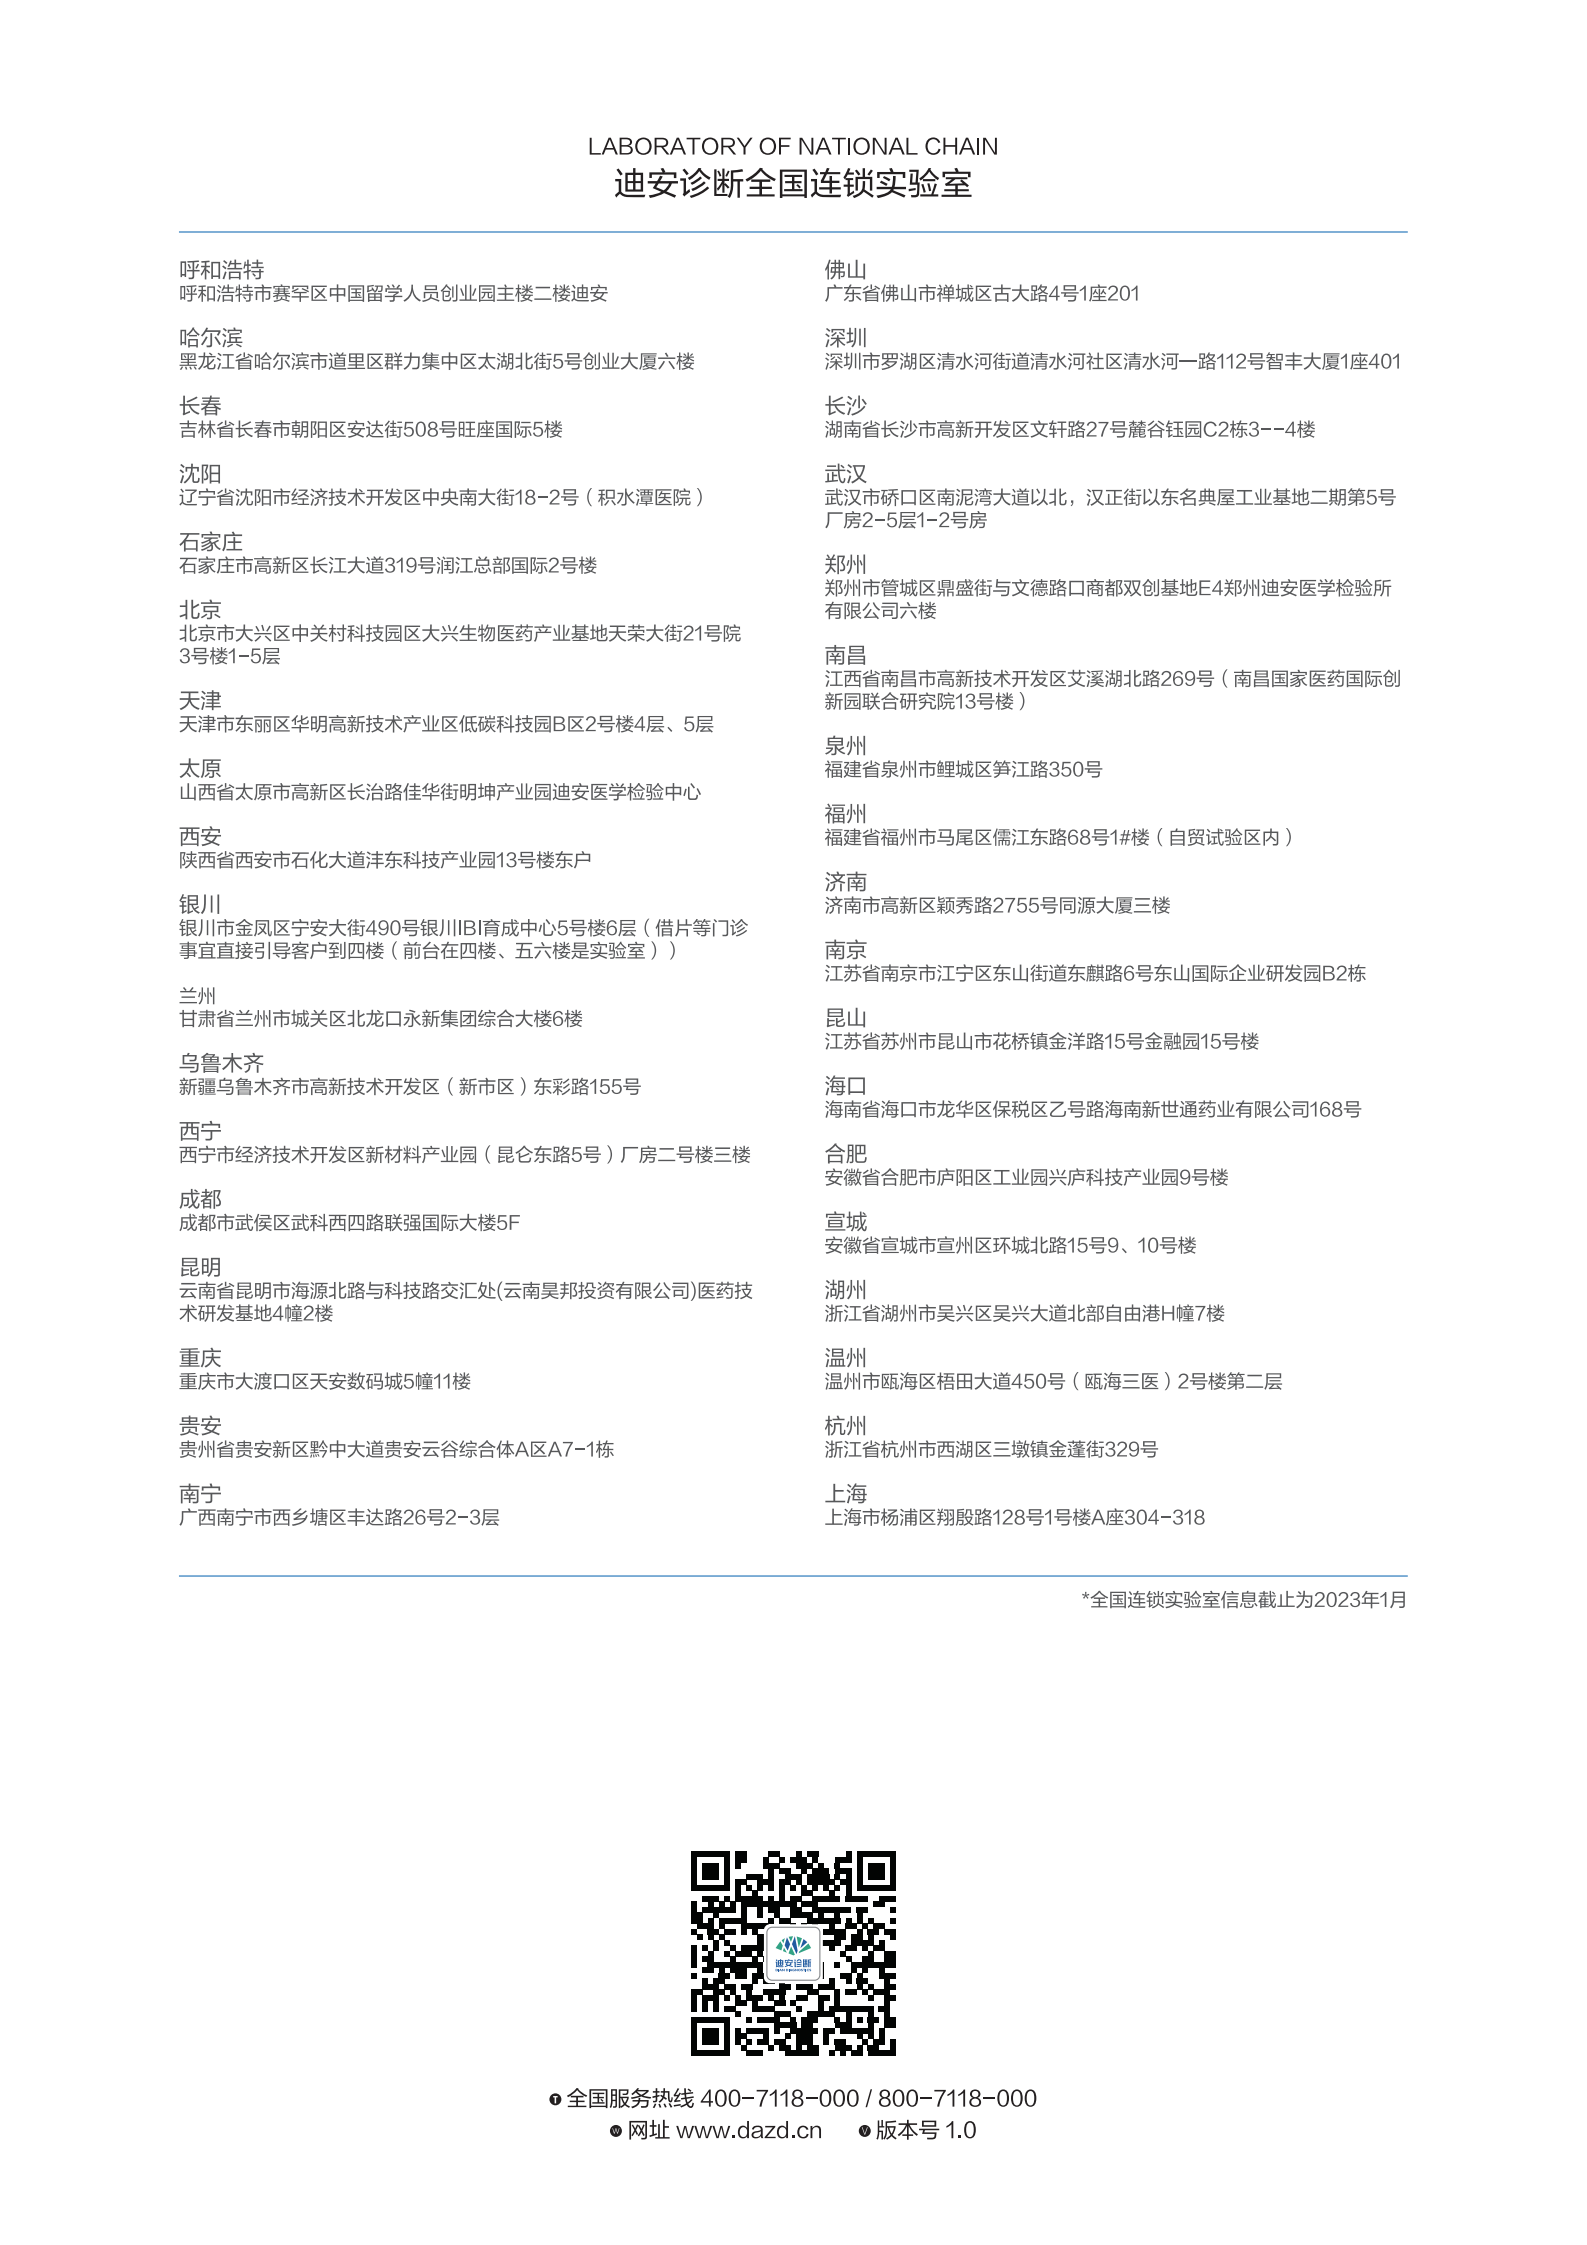 LABORATORY OF NATIONAL CHAIN
迪安诊断全国连锁实验室
呼和浩特
呼和浩特市赛罕区中国留学人员创业园主楼二楼迪安
哈尔滨
黑龙江省哈尔滨市道里区群力集中区太湖北街5号创业大厦六楼
长春
吉林省长春市朝阳区安达街508号旺座国际5楼
沈阳
辽宁省沈阳市经济技术开发区中央南大街18-2号（积水潭医院）
石家庄
石家庄市高新区长江大道319号润江总部国际2号楼
北京
北京市大兴区中关村科技园区大兴生物医药产业基地天荣大街21号院
3号楼1-5层
天津
天津市东丽区华明高新技术产业区低碳科技园B区2号楼4层、5层
太原
山西省太原市高新区长治路佳华街明坤产业园迪安医学检验中心
西安
陕西省西安市石化大道沣东科技产业园13号楼东户
银川
银川市金凤区宁安大街490号银川IBI育成中心5号楼6层（借片等门诊
事宜直接引导客户到四楼（前台在四楼、五六楼是实验室））
兰州
甘肃省兰州市城关区北龙口永新集团综合大楼6楼
乌鲁木齐
新疆乌鲁木齐市高新技术开发区（新市区）东彩路155号
西宁
西宁市经济技术开发区新材料产业园（昆仑东路5号）厂房二号楼三楼
成都
成都市武侯区武科西四路联强国际大楼5F
昆明
云南省昆明市海源北路与科技路交汇处(云南昊邦投资有限公司)医药技
术研发基地4幢2楼
重庆
重庆市大渡口区天安数码城5幢11楼
贵安
贵州省贵安新区黔中大道贵安云谷综合体A区A7-1栋
南宁
广西南宁市西乡塘区丰达路26号2-3层
佛山
广东省佛山市禅城区古大路4号1座201
深圳
深圳市罗湖区清水河街道清水河社区清水河一路112号智丰大厦1座401
长沙
湖南省长沙市高新开发区文轩路27号麓谷钰园C2栋3--4楼
武汉
武汉市硚口区南泥湾大道以北，汉正街以东名典屋工业基地二期第5号
厂房2-5层1-2号房
郑州
郑州市管城区鼎盛街与文德路口商都双创基地E4郑州迪安医学检验所
有限公司六楼
南昌
江西省南昌市高新技术开发区艾溪湖北路269号（南昌国家医药国际创
新园联合研究院13号楼）
泉州
福建省泉州市鲤城区笋江路350号
福州
福建省福州市马尾区儒江东路68号1#楼（自贸试验区内）
济南
济南市高新区颖秀路2755号同源大厦三楼
南京
江苏省南京市江宁区东山街道东麒路6号东山国际企业研发园B2栋
昆山
江苏省苏州市昆山市花桥镇金洋路15号金融园15号楼
海口
海南省海口市龙华区保税区乙号路海南新世通药业有限公司168号
合肥
安徽省合肥市庐阳区工业园兴庐科技产业园9号楼
宣城
安徽省宣城市宣州区环城北路15号9、10号楼
湖州
浙江省湖州市吴兴区吴兴大道北部自由港H幢7楼
温州
温州市瓯海区梧田大道450号（瓯海三医）2号楼第二层
杭州
浙江省杭州市西湖区三墩镇金蓬街329号
上海
上海市杨浦区翔殷路128号1号楼A座304-318
*全国连锁实验室信息截止为2023年1月
迪安诊断
T 全国服务热线 400-7118-000 / 800-7118-000
W 网址 www.dazd.cn V 版本号 1.0